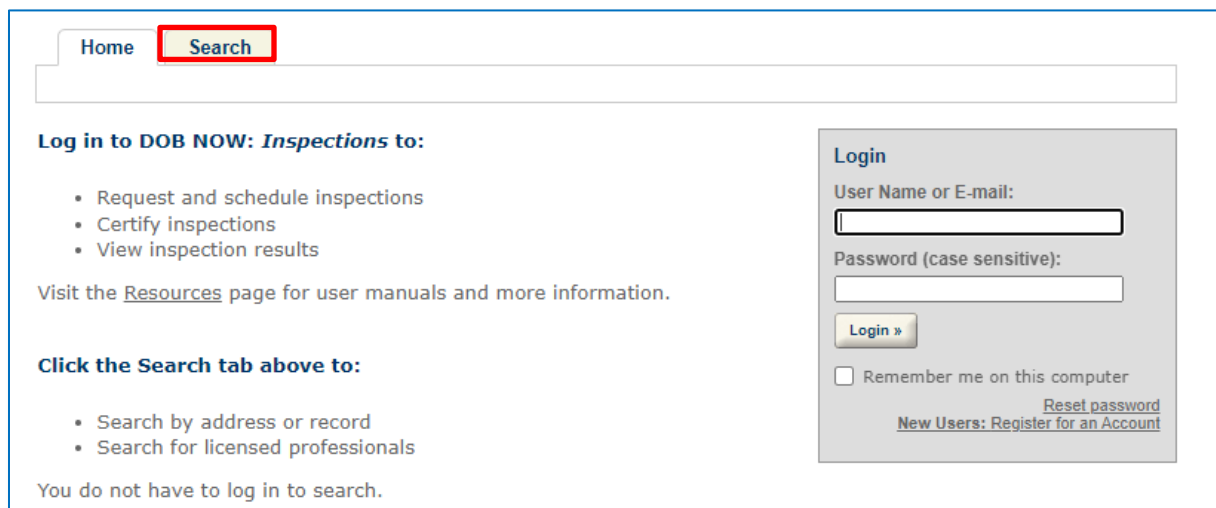 Home
Search
Log in to DOB NOW: Inspections to:
• Request and schedule inspections
• Certify inspections
• View inspection results
Visit the Resources page for user manuals and more information.
Click the Search tab above to:
• Search by address or record
• Search for licensed professionals
You do not have to log in to search.
Login
User Name or E-mail:
Password (case sensitive):
Login »
Remember me on this computer
Reset password
New Users: Register for an Account